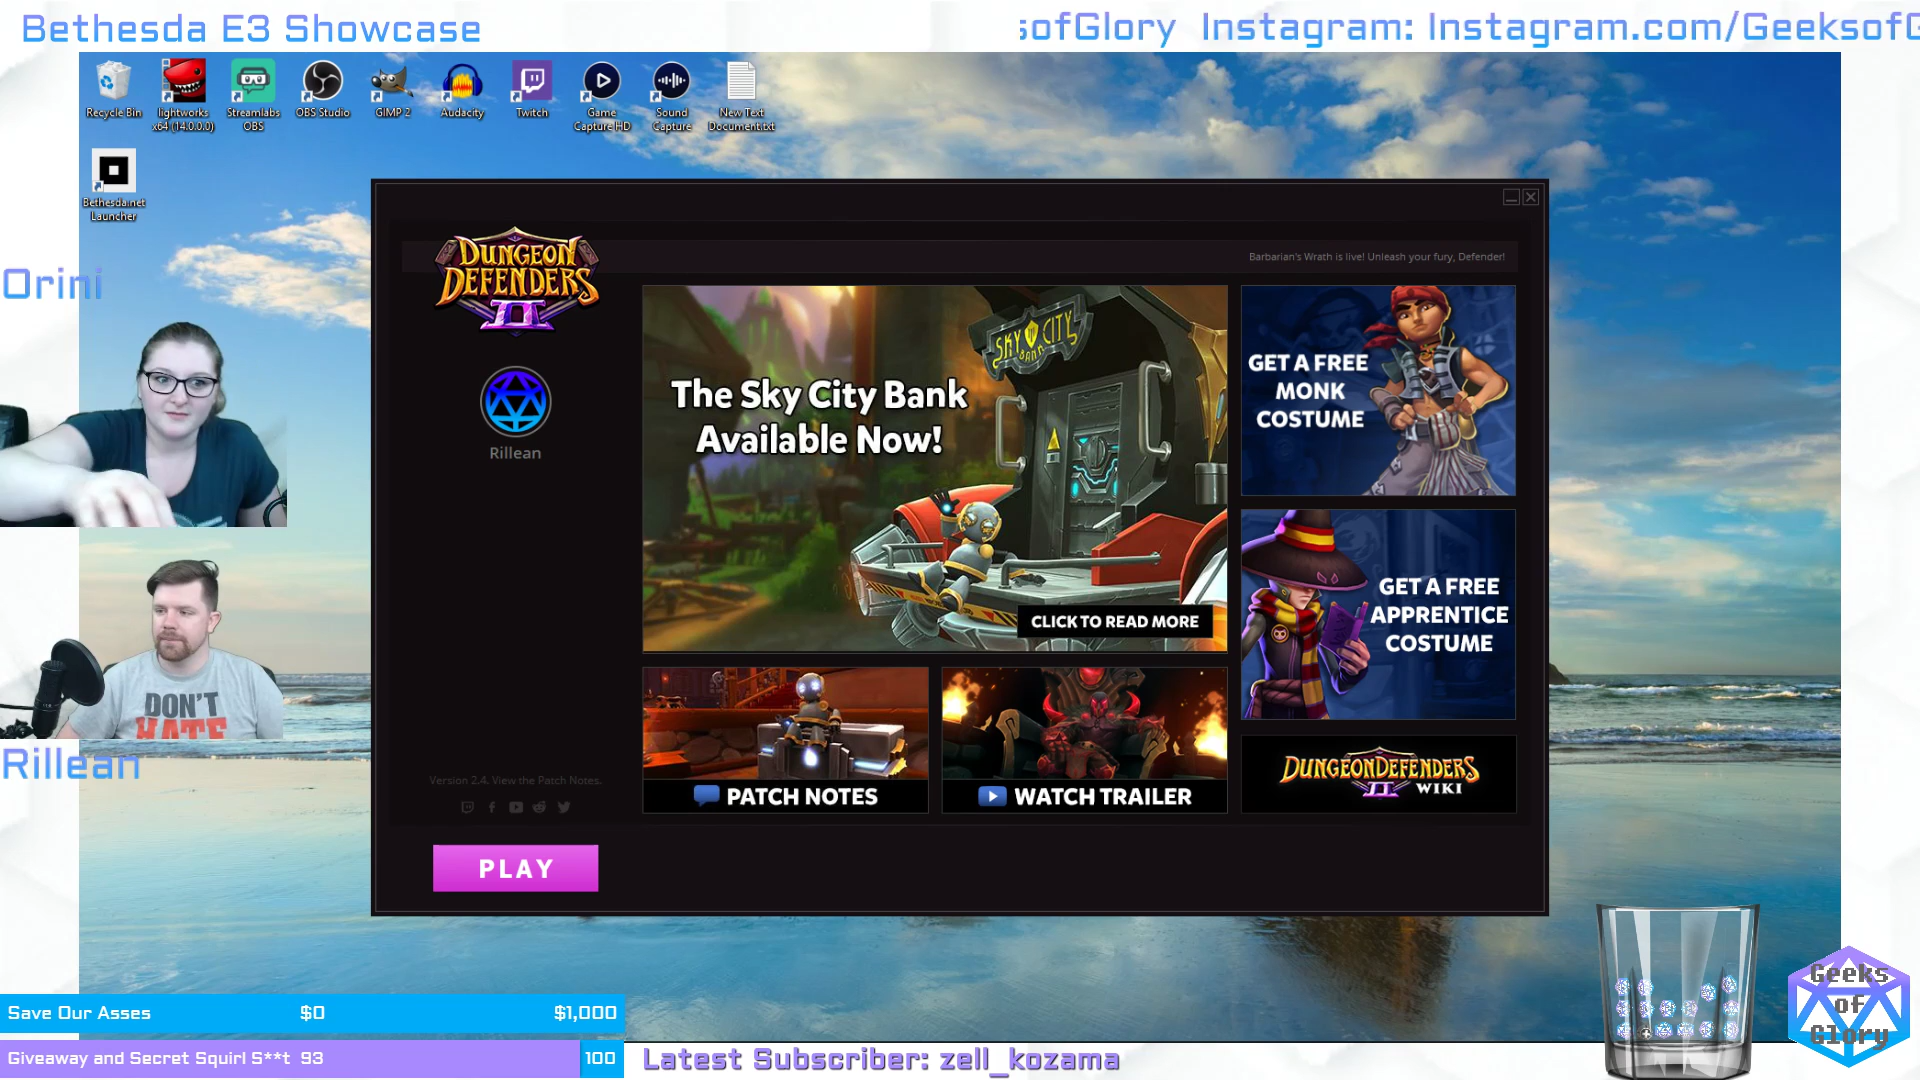 Bethesda E3 Showcase
sofGlory Instagram: Instagram.com/GeeksofG
Recycle Bin
lightworks
x64 (14.0.0.0)
Streamlabs
OBS
OBS Studio
GIMP 2
Audacity
Twitch
Game
Capture HD
Sound
Capture
New Text
Document.txt
Bethesda.net
Launcher
Orini
Rillean
DUNGEON
DEFENDERS
II
Rillean
Barbarian's Wrath is live! Unleash your fury, Defender!
SKY CITY
BANK
The Sky City Bank
Available Now!
CLICK TO READ MORE
GET A FREE
MONK
COSTUME
GET A FREE
APPRENTICE
COSTUME
PATCH NOTES
WATCH TRAILER
DUNGEON DEFENDERS
II WIKI
Version 2.4. View the Patch Notes.
PLAY
DON'T
HATE
Save Our Asses $0 $1,000
Giveaway and Secret Squirl S**t 93 100
Latest Subscriber: zell_kozama
Geeks
of
Glory